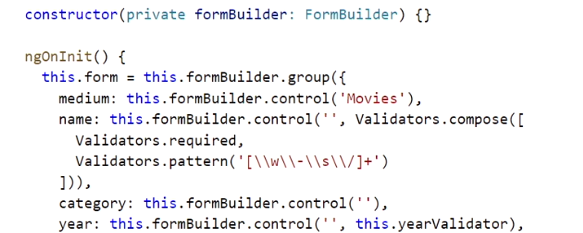 constructor(private formBuilder: FormBuilder) {}
ngOnInit() {
this.form = this.formBuilder.group({
medium: this.formBuilder.control('Movies'),
name: this.formBuilder.control('', Validators.compose([
Validators.required,
Validators.pattern('[\\w\\-\\s\\/]+')
])),
category: this.formBuilder.control(''),
year: this.formBuilder.control('', this.yearValidator),